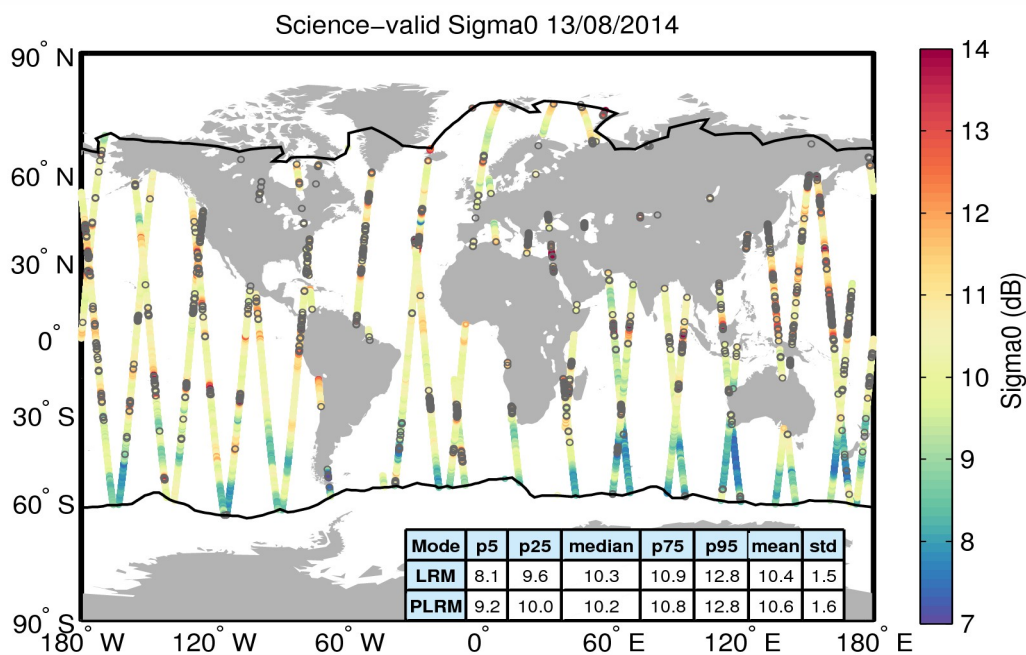 Science−valid Sigma0 13/08/2014
90° N
60° N
30° N
0°
30° S
60° S
90° S
180° W
120° W
60° W
0°
60° E
120° E
180° E
14
13
12
11
10
9
8
7
Sigma0 (dB)
Mode p5 p25 median p75 p95 mean std
LRM 8.1 9.6 10.3 10.9 12.8 10.4 1.5
PLRM 9.2 10.0 10.2 10.8 12.8 10.6 1.6